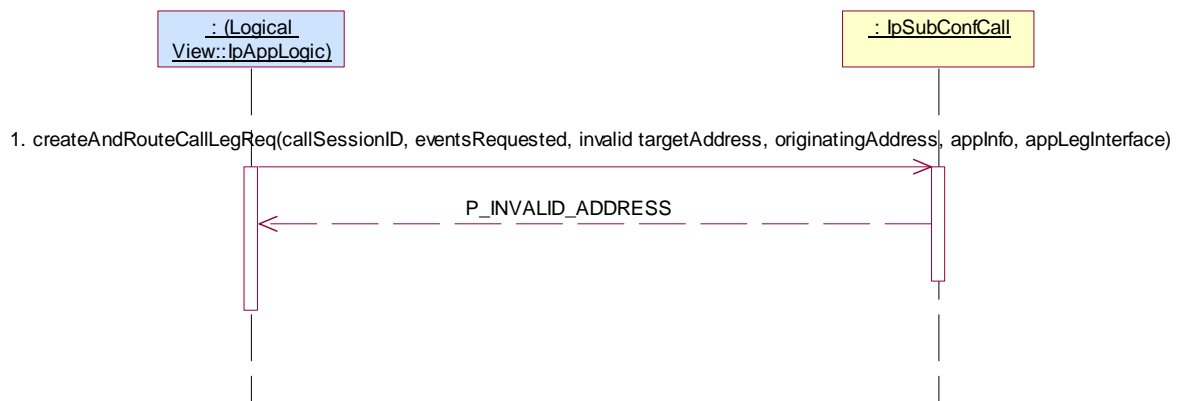 : (Logical
View::IpAppLogic)
: IpSubConfCall
1. createAndRouteCallLegReq(callSessionID, eventsRequested, invalid targetAddress, originatingAddress, appInfo, appLegInterface)
P_INVALID_ADDRESS